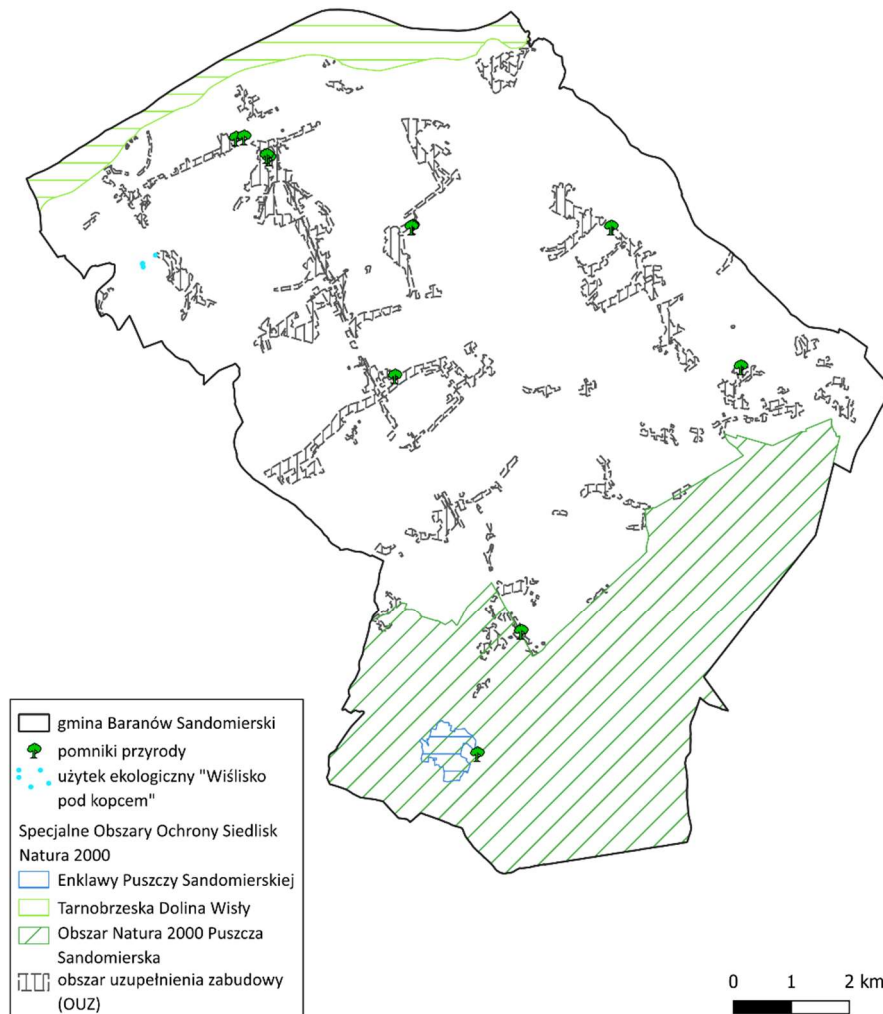 gmina Baranów Sandomierski
pomniki przyrody
użytek ekologiczny "Wiślisko
pod kopcem"
Specjalne Obszary Ochrony Siedlisk
Natura 2000
Enklawy Puszczy Sandomierskiej
Tarnobrzeska Dolina Wisły
Obszar Natura 2000 Puszcza
Sandomierska
obszar uzupełnienia zabudowy
(OUZ)
0 1 2 km